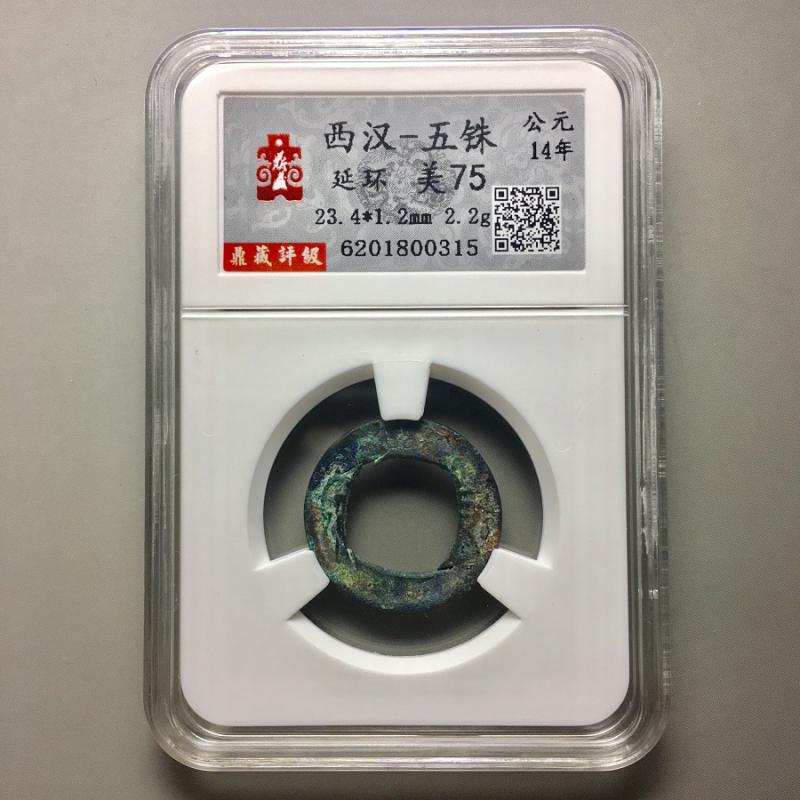 西汉-五铢
公元
14年
延环 美75
23.4*1.2mm 2.2g
6201800315
鼎藏評級